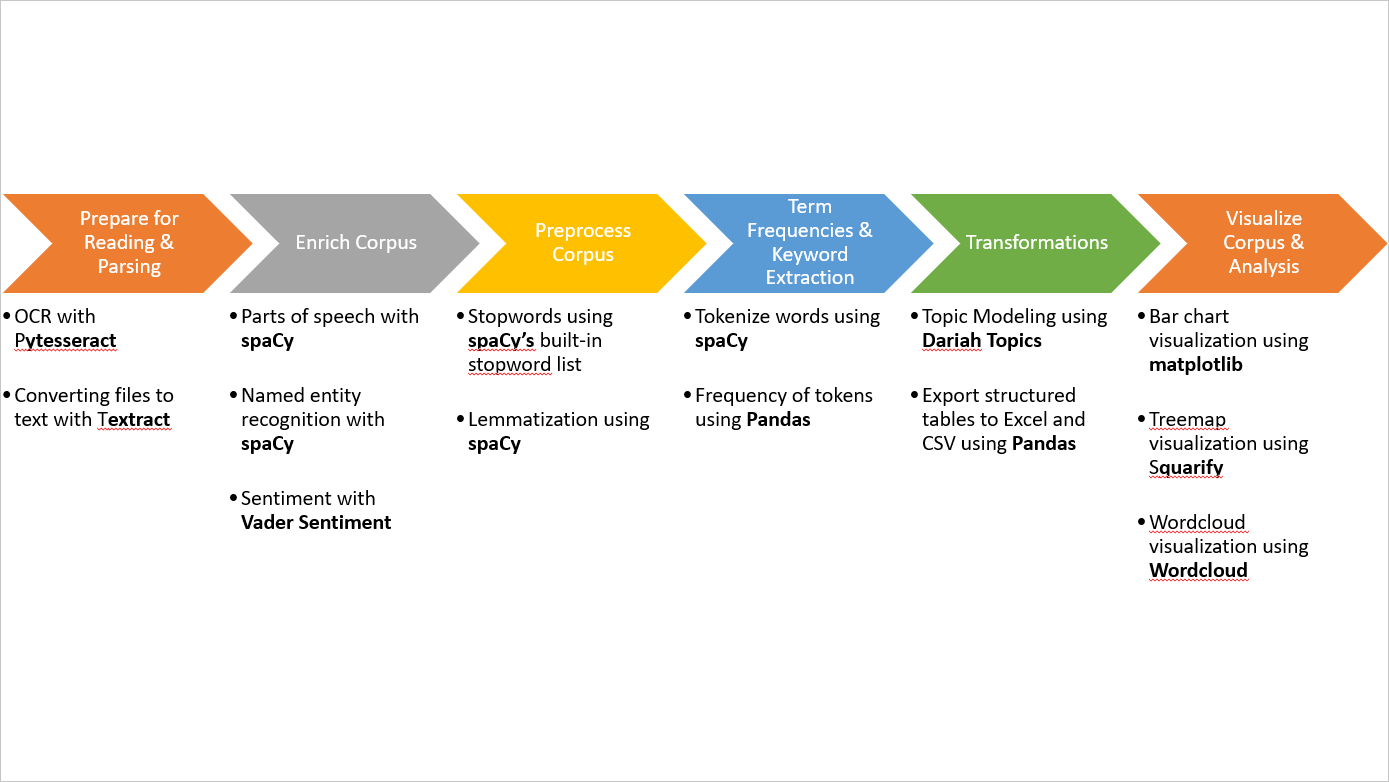 Prepare for
Reading &
Parsing
Enrich Corpus
Preprocess
Corpus
Term
Frequencies &
Keyword
Extraction
Transformations
Visualize
Corpus &
Analysis
• OCR with
Pytesseract
• Converting files to
text with Textract
• Parts of speech with
spaCy
• Named entity
recognition with
spaCy
• Sentiment with
Vader Sentiment
• Stopwords using
spaCy’s built-in
stopword list
• Lemmatization using
spaCy
• Tokenize words using
spaCy
• Frequency of tokens
using Pandas
• Topic Modeling using
Dariah Topics
• Export structured
tables to Excel and
CSV using Pandas
• Bar chart
visualization using
matplotlib
• Treemap
visualization using
Squarify
• Wordcloud
visualization using
Wordcloud